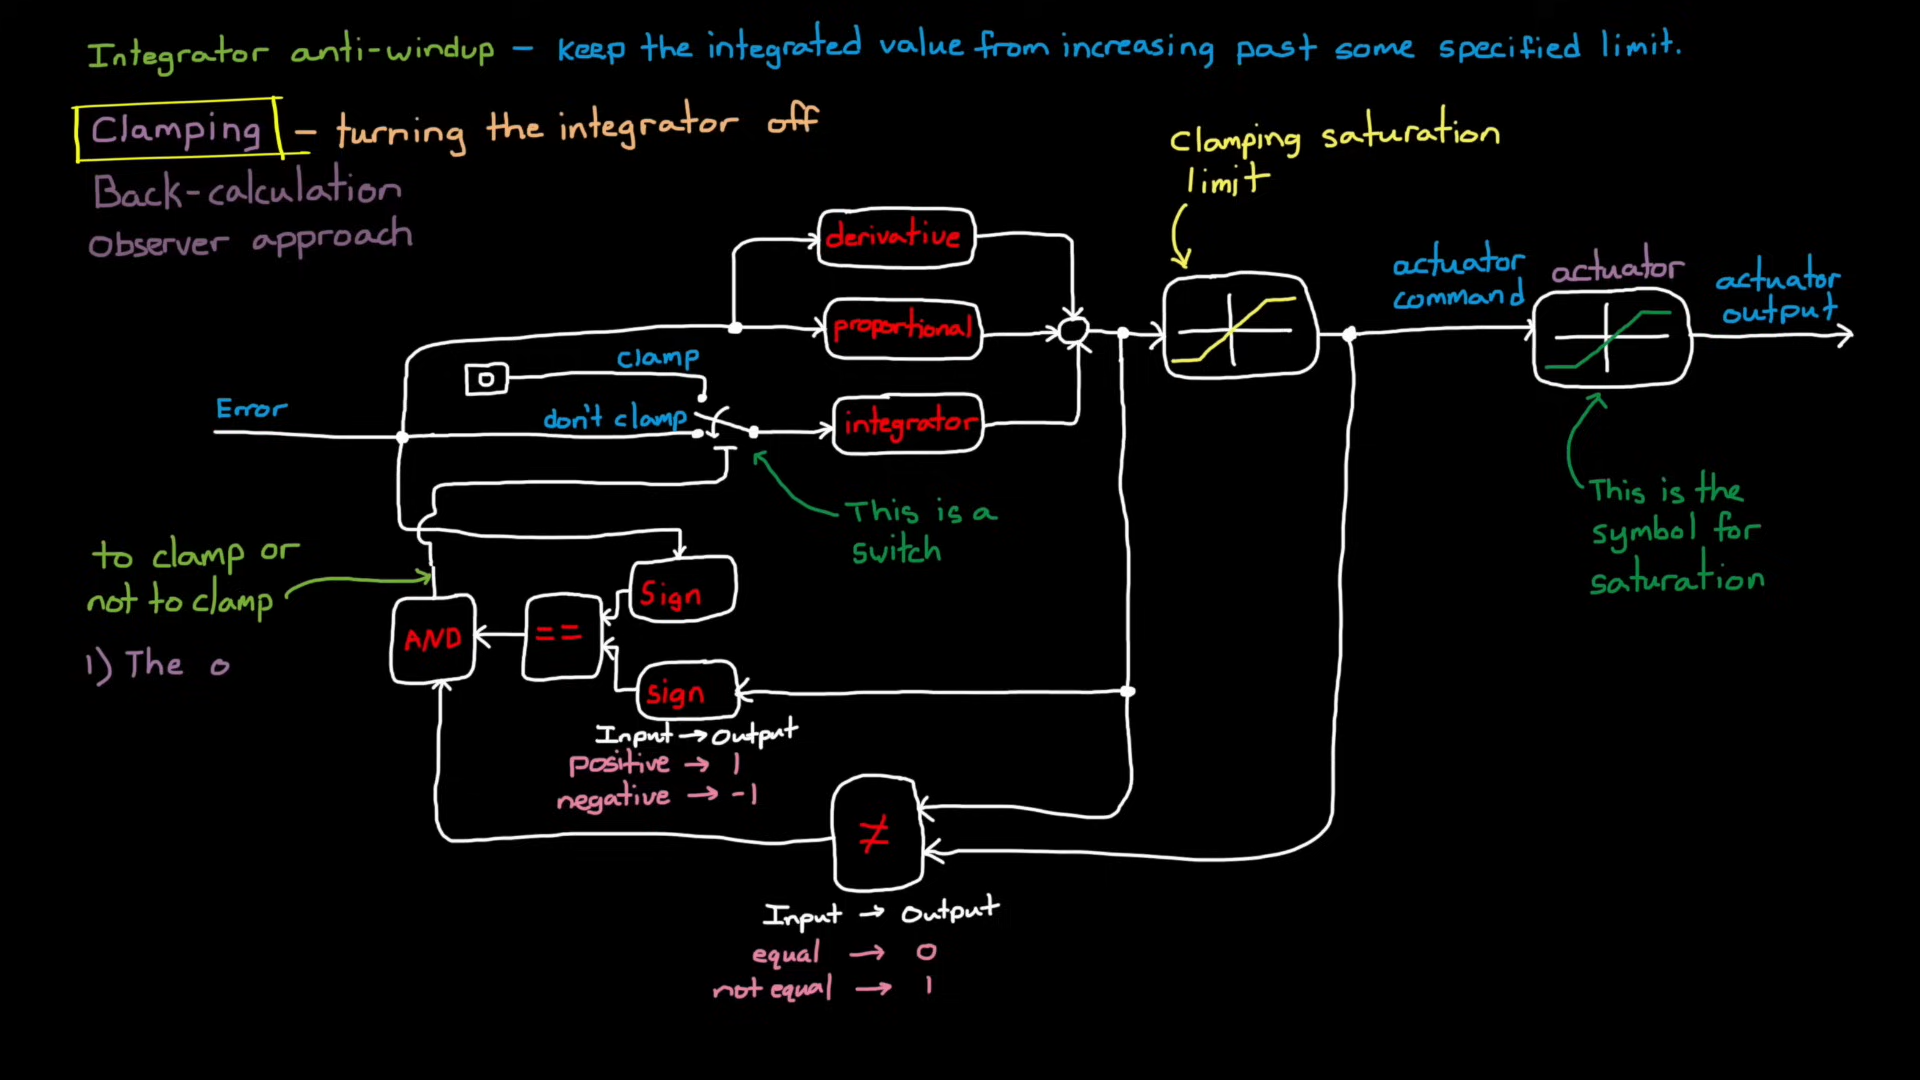 Integrator anti-windup - keep the integrated value from increasing past some specified limit.
Clamping - turning the integrator off
Back-calculation
Observer approach
Clamping saturation
limit
derivative
proportional
integrator
clamp
0
don't clamp
Error
actuator
command
actuator
actuator
output
This is a
switch
This is the
symbol for
saturation
to clamp or
not to clamp
1) The o
AND
==
Sign
sign
Input → Output
positive → 1
negative → -1
≠
Input → Output
equal → 0
not equal → 1